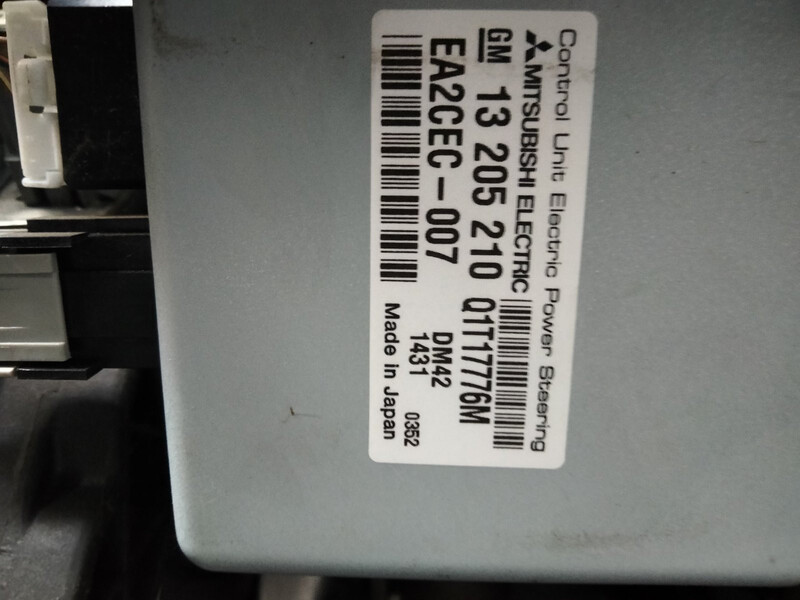 Control Unit Electric Power Steering
MITSUBISHI ELECTRIC
GM 13 205 210 Q1T17776M
EA2CEC-007 DM42
1431 0352
Made in Japan